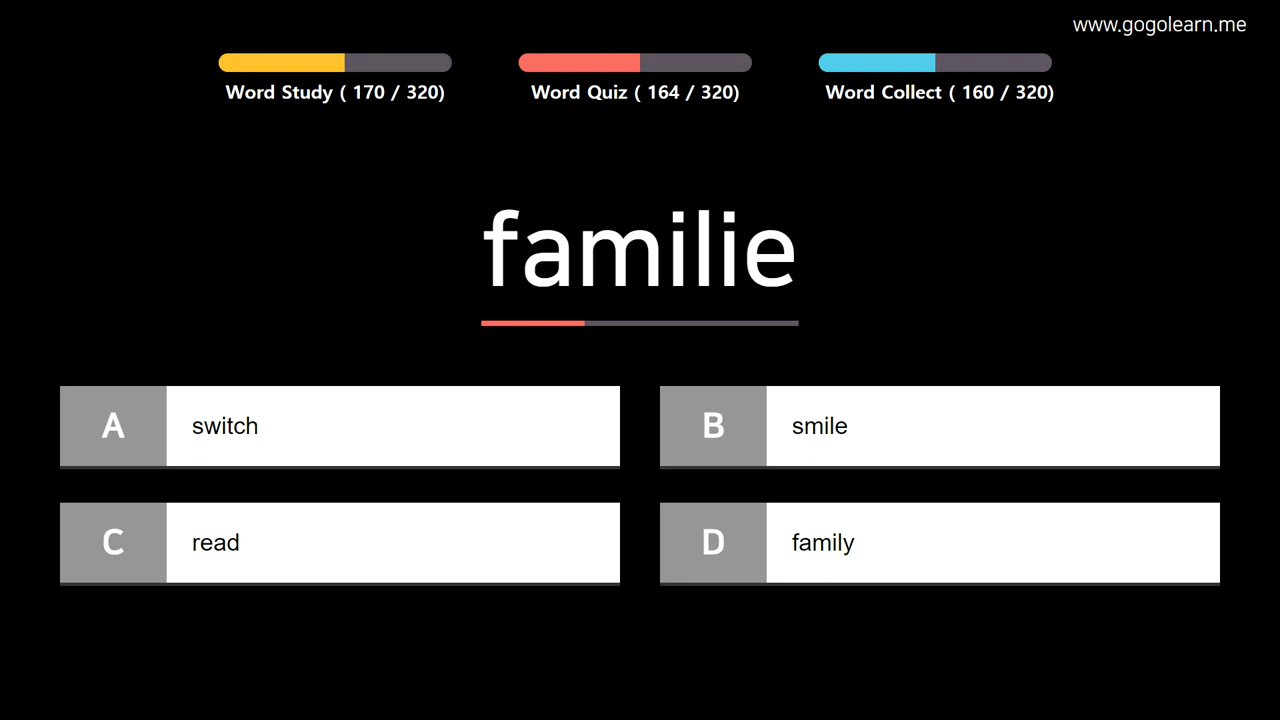 www.gogolearn.me
Word Study ( 170 / 320)
Word Quiz ( 164 / 320)
Word Collect ( 160 / 320)
familie
A switch
B smile
C read
D family